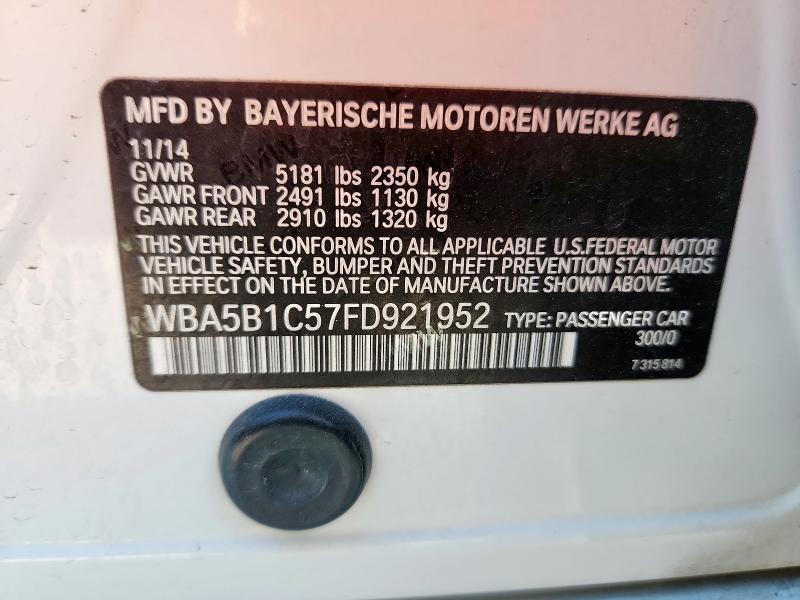 MFD BY BAYERISCHE MOTOREN WERKE AG
11/14
GVWR 5181 lbs 2350 kg
GAWR FRONT 2491 lbs 1130 kg
GAWR REAR 2910 lbs 1320 kg
THIS VEHICLE CONFORMS TO ALL APPLICABLE U.S.FEDERAL MOTOR
VEHICLE SAFETY, BUMPER AND THEFT PREVENTION STANDARDS
IN EFFECT ON THE DATE OF MANUFACTURE SHOWN ABOVE.
WBA5B1C57FD921952 TYPE: PASSENGER CAR
300/0
7 315 814